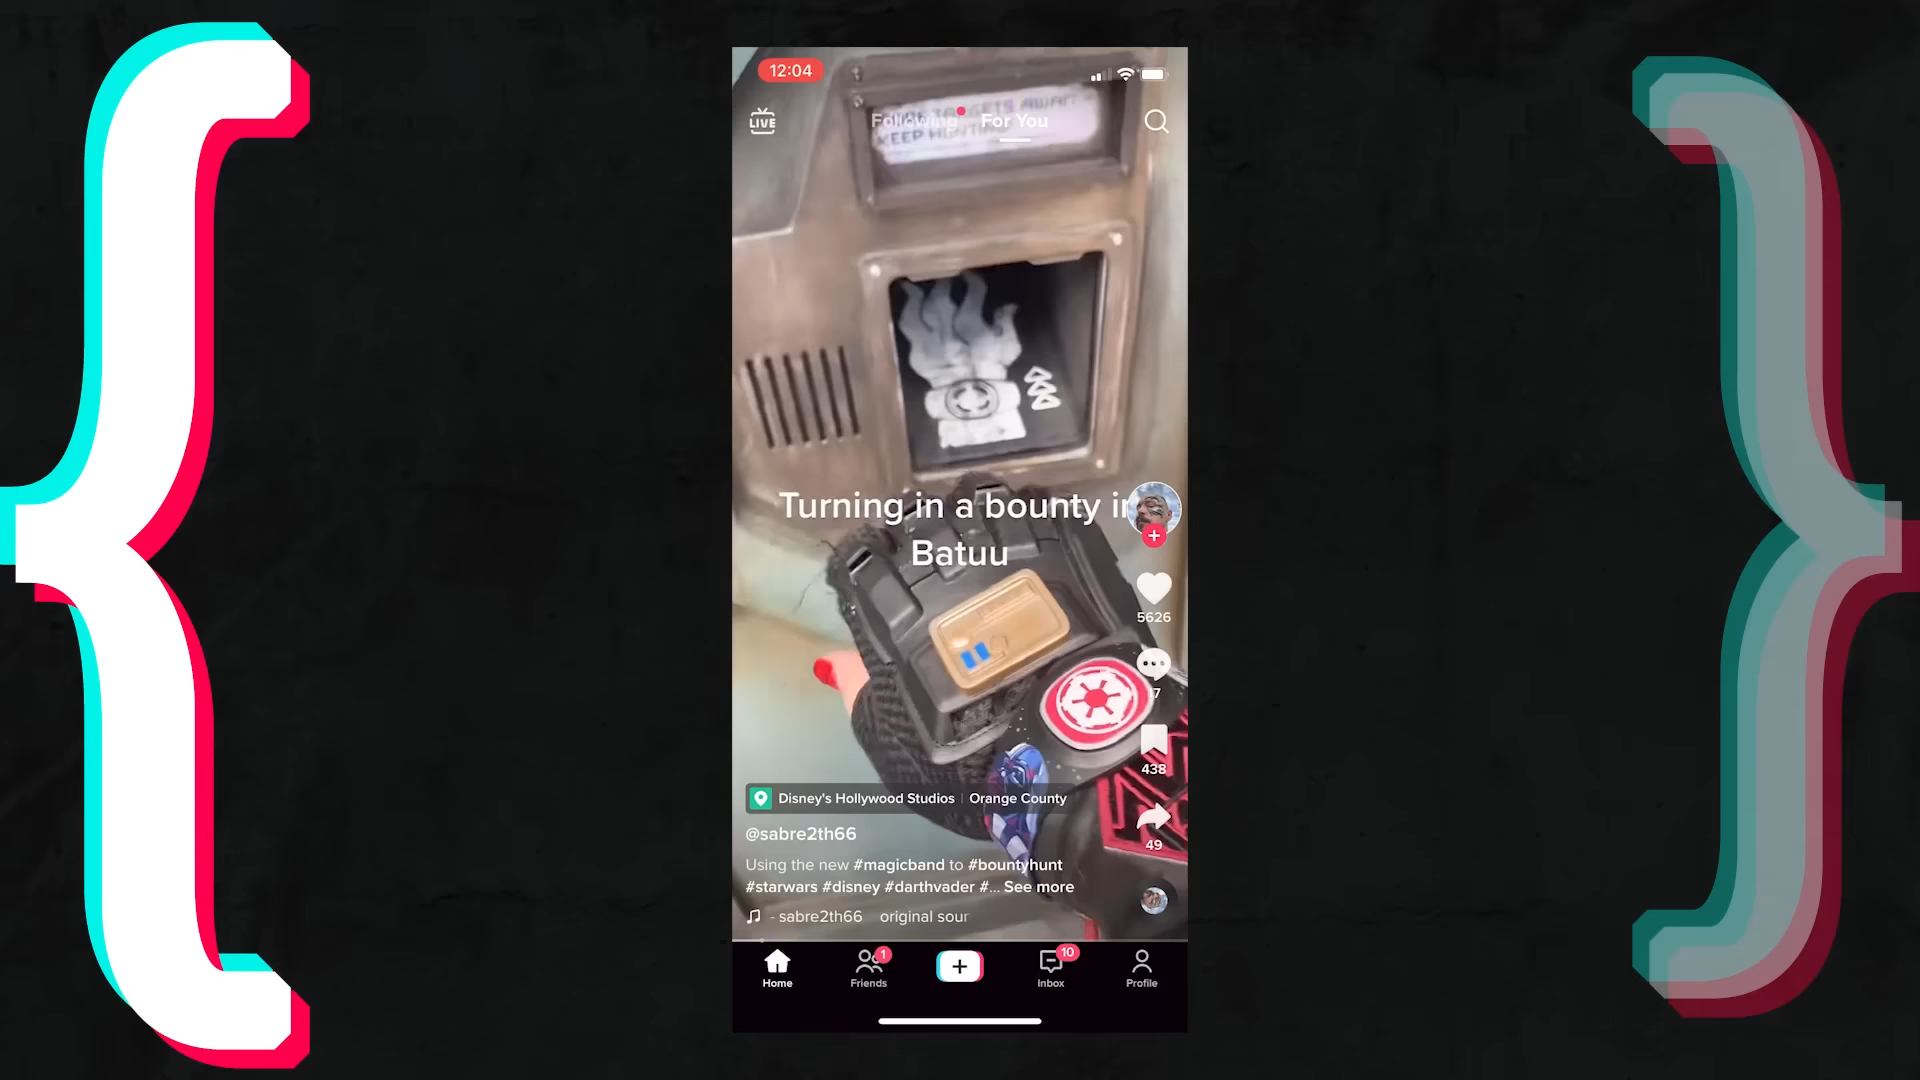 12:04
LIVE
Following
For You
KEEP
Turning in a bounty in
Batuu
5626
438
49
Disney's Hollywood Studios | Orange County
@sabre2th66
Using the new #magicband to #bountyhunt
#starwars #disney #darthvader #... See more
- sabre2th66 original sour
1
10
Home
Friends
Inbox
Profile